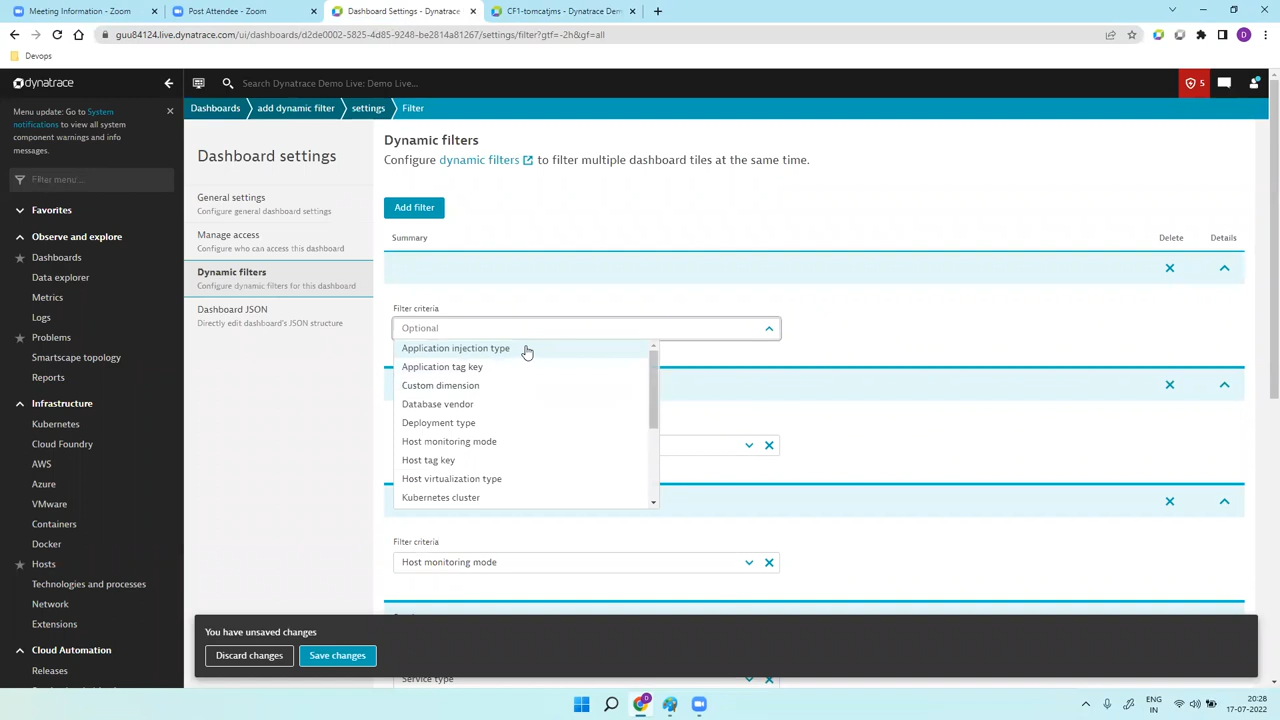 Meeting Information - Zoom
Post Attendee - Zoom
Dashboard Settings - Dynatrace
CF1-tomcatjms - Dynatrace Demo
guu84124.live.dynatrace.com/ui/dashboards/d2de0002-5825-4d85-9248-be2814a81267/settings/filter?gtf=-2h&gf=all
D
Devops
dynatrace
Search Dynatrace Demo Live: Demo Live...
5
Menu update: Go to System
notifications to view all system
component warnings and info
messages.
Filter menu ...
Favorites
Observe and explore
Dashboards
Data explorer
Metrics
Logs
Problems
Smartscape topology
Reports
Infrastructure
Kubernetes
Cloud Foundry
AWS
Azure
VMware
Containers
Docker
Hosts
Technologies and processes
Network
Extensions
Cloud Automation
Releases
Dashboards
add dynamic filter
settings
Filter
Dashboard settings
General settings
Configure general dashboard settings
Manage access
Configure who can access this dashboard
Dynamic filters
Configure dynamic filters for this dashboard
Dashboard JSON
Directly edit dashboard's JSON structure
Dynamic filters
Configure dynamic filters to filter multiple dashboard tiles at the same time.
Add filter
Summary
Delete
Details
Filter criteria
Optional
Application injection type
Application tag key
Custom dimension
Database vendor
Deployment type
Host monitoring mode
Host tag key
Host virtualization type
Kubernetes cluster
Filter criteria
Host monitoring mode
You have unsaved changes
Discard changes
Save changes
Service type
ENG
IN
20:28
17-07-2022